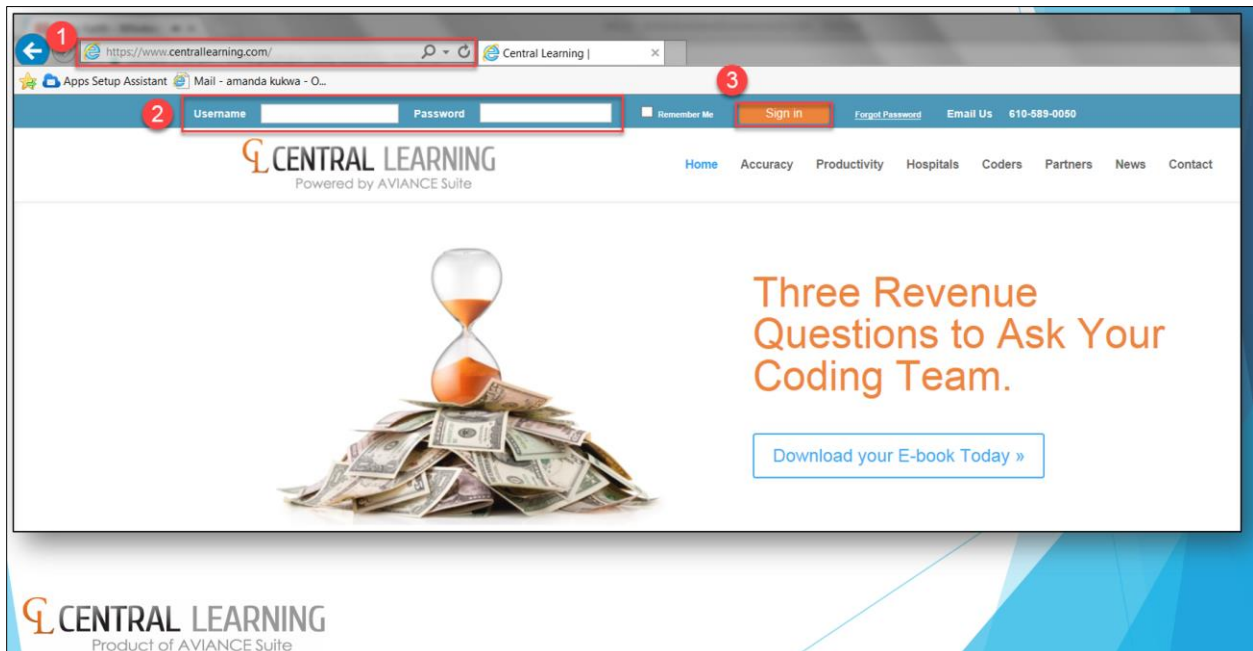 1
https://www.centrallearning.com/
Central Learning |
Apps Setup Assistant Mail - amanda kukwa - O...
3
2 Username Password Remember Me Sign in Forgot Password Email Us 610-589-0050
CL CENTRAL LEARNING
Powered by AVIANCE Suite
Home Accuracy Productivity Hospitals Coders Partners News Contact
Three Revenue
Questions to Ask Your
Coding Team.
Download your E-book Today »
CL CENTRAL LEARNING
Product of AVIANCE Suite